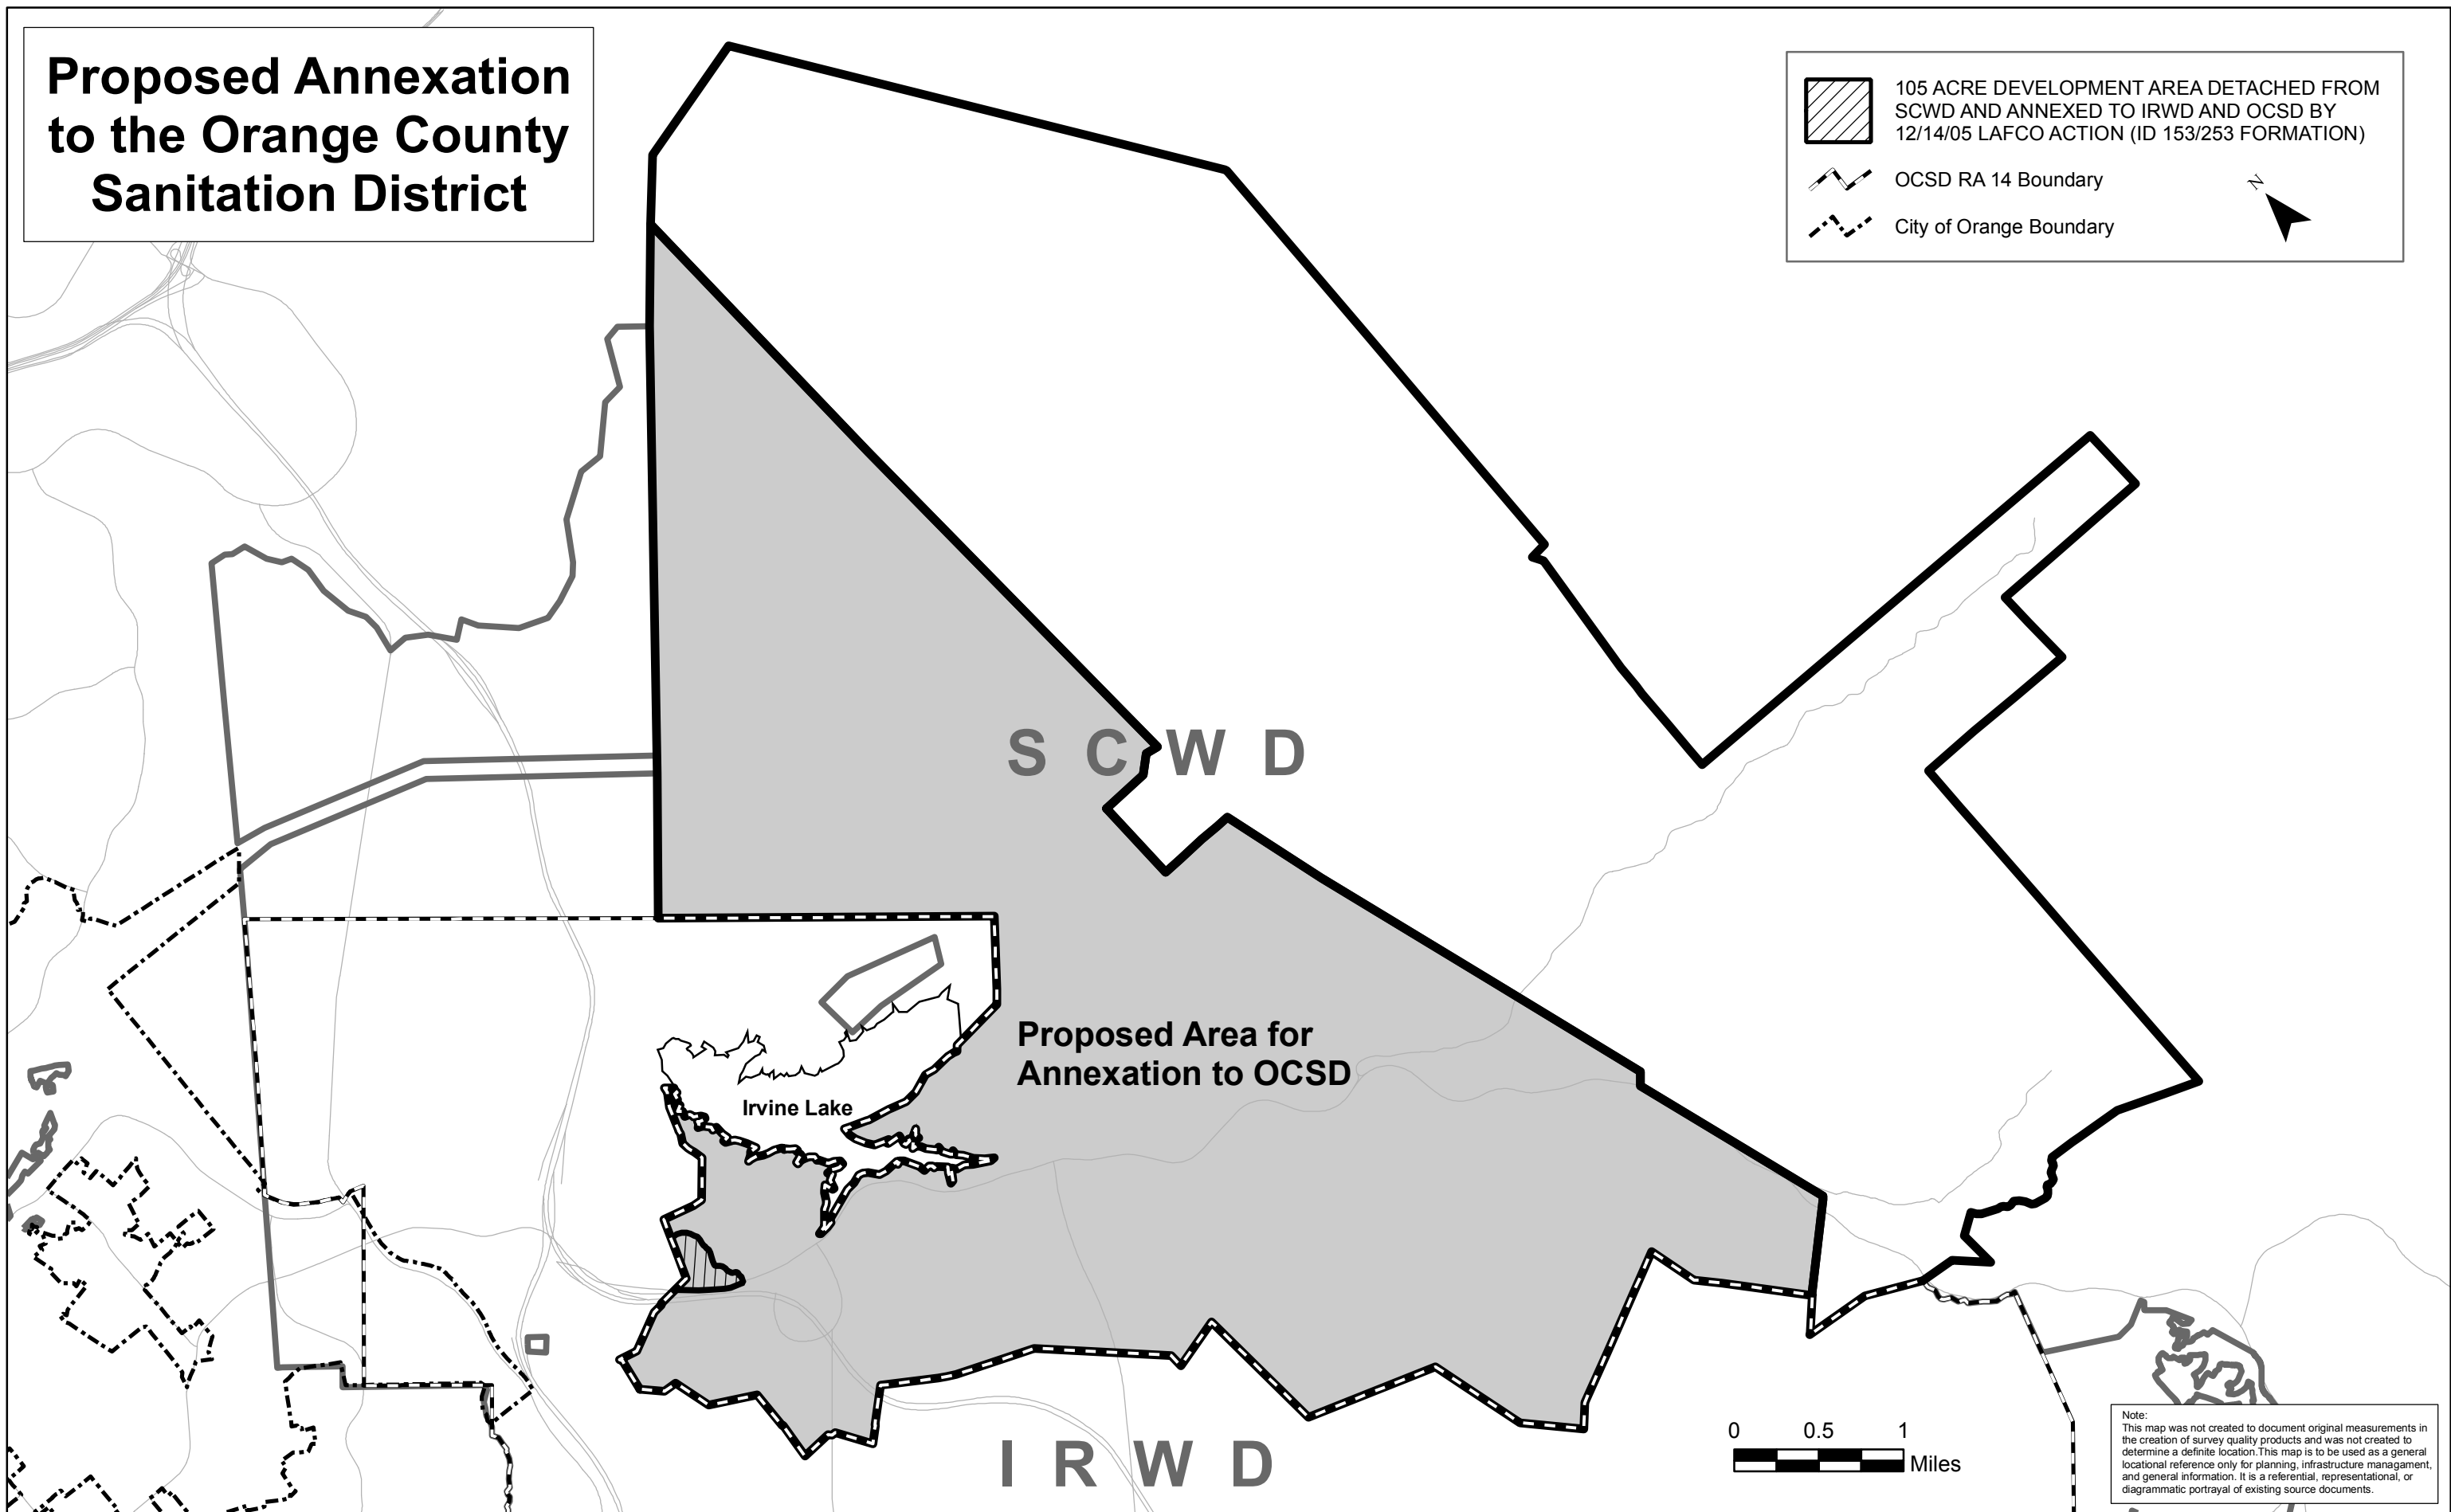 Proposed Annexation
to the Orange County
Sanitation District
105 ACRE DEVELOPMENT AREA DETACHED FROM
SCWD AND ANNEXED TO IRWD AND OCSD BY
12/14/05 LAFCO ACTION (ID 153/253 FORMATION)
OCSD RA 14 Boundary
City of Orange Boundary
N
S C W D
Proposed Area for
Annexation to OCSD
Irvine Lake
I R W D
0 0.5 1
Miles
Note:
This map was not created to document original measurements in
the creation of survey quality products and was not created to
determine a definite location.This map is to be used as a general
locational reference only for planning, infrastructure managament,
and general information. It is a referential, representational, or
diagrammatic portrayal of existing source documents.